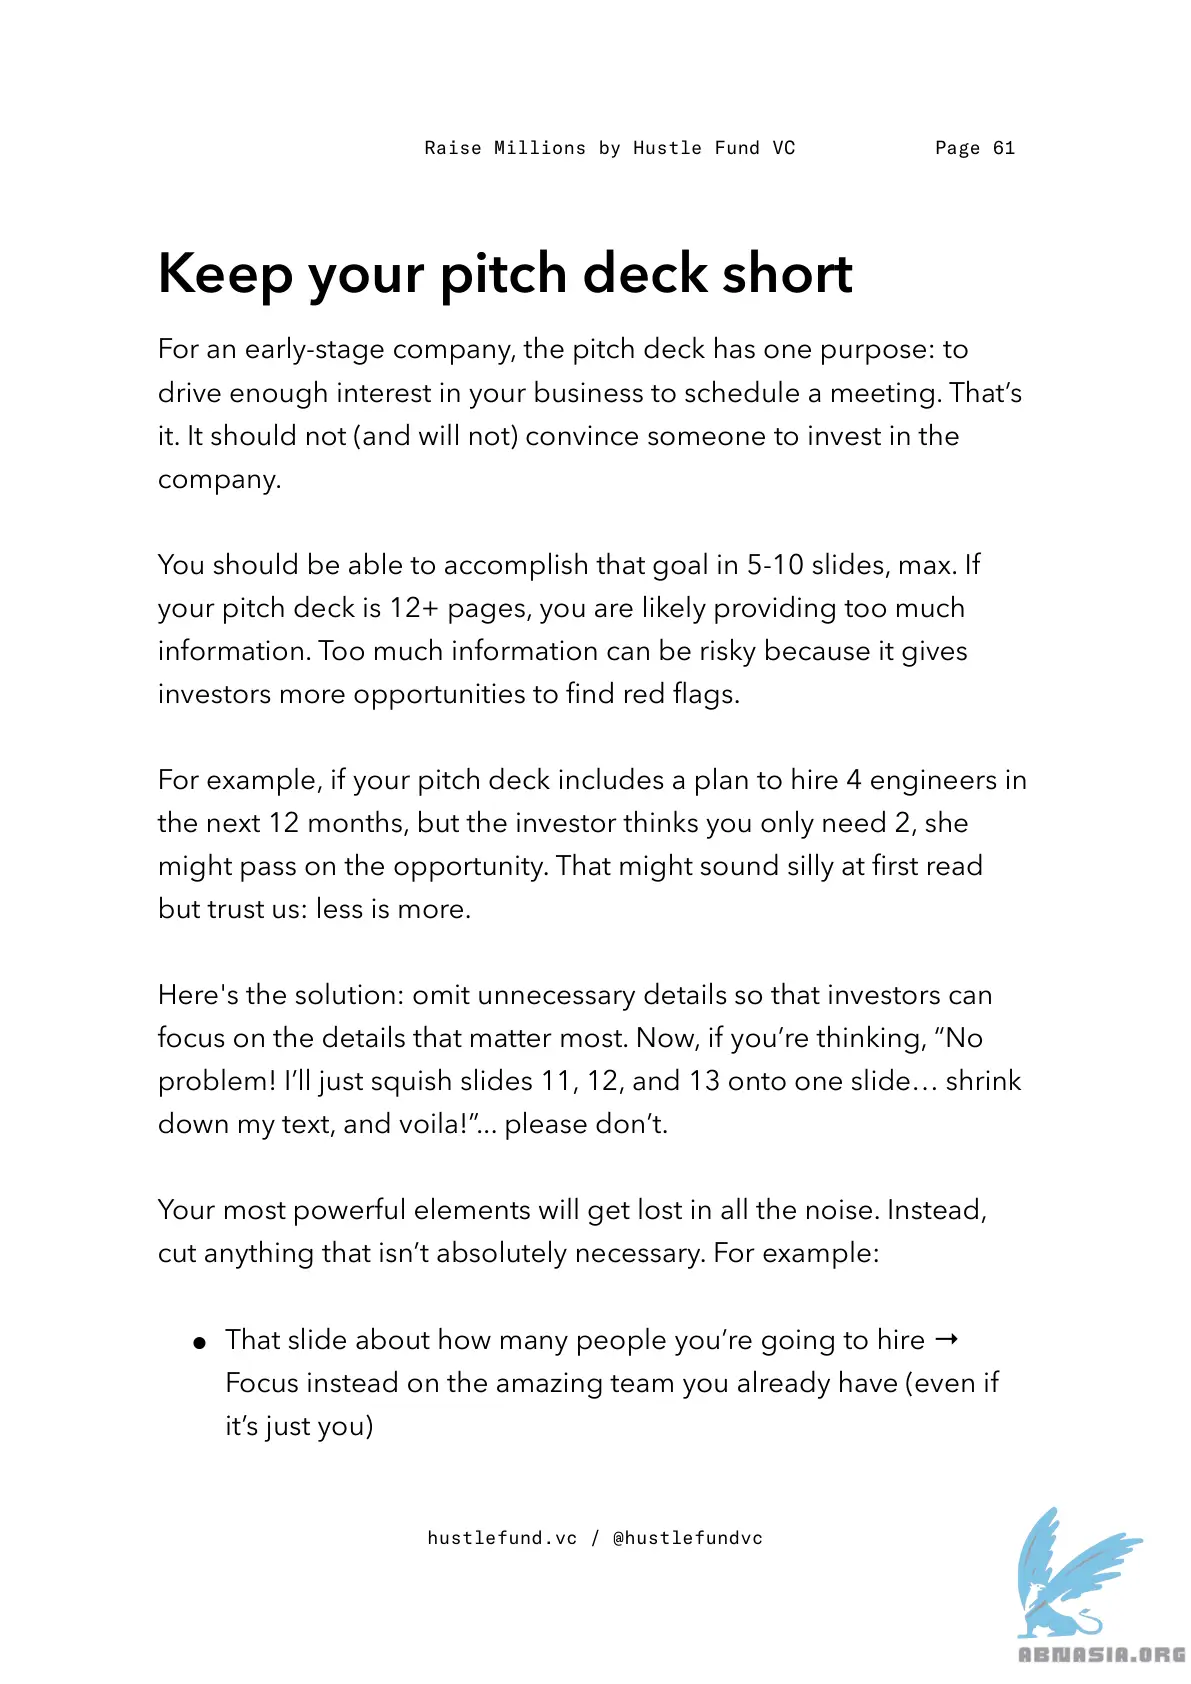 Raise Millions by Hustle Fund VC Page 61
Keep your pitch deck short
For an early-stage company, the pitch deck has one purpose: to
drive enough interest in your business to schedule a meeting. That’s
it. It should not (and will not) convince someone to invest in the
company.
You should be able to accomplish that goal in 5-10 slides, max. If
your pitch deck is 12+ pages, you are likely providing too much
information. Too much information can be risky because it gives
investors more opportunities to find red flags.
For example, if your pitch deck includes a plan to hire 4 engineers in
the next 12 months, but the investor thinks you only need 2, she
might pass on the opportunity. That might sound silly at first read
but trust us: less is more.
Here's the solution: omit unnecessary details so that investors can
focus on the details that matter most. Now, if you’re thinking, “No
problem! I’ll just squish slides 11, 12, and 13 onto one slide… shrink
down my text, and voila!”... please don’t.
Your most powerful elements will get lost in all the noise. Instead,
cut anything that isn’t absolutely necessary. For example:
● That slide about how many people you’re going to hire →
Focus instead on the amazing team you already have (even if
it’s just you)
hustlefund.vc / @hustlefundvc
ABNASIA.ORG